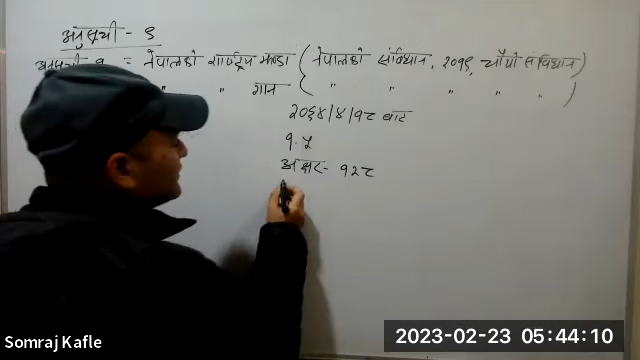 अनुसूची - ९
अनुसूची १ = नेपालको राष्ट्रिय झण्डा ( नेपालको संविधान, २०१९, चौथो संविधान )
" " गान ( " " " " " )
२०६४/४/१८ बाट
१.५
अक्षर - १२८
Somraj Kafle
2023-02-23 05:44:10